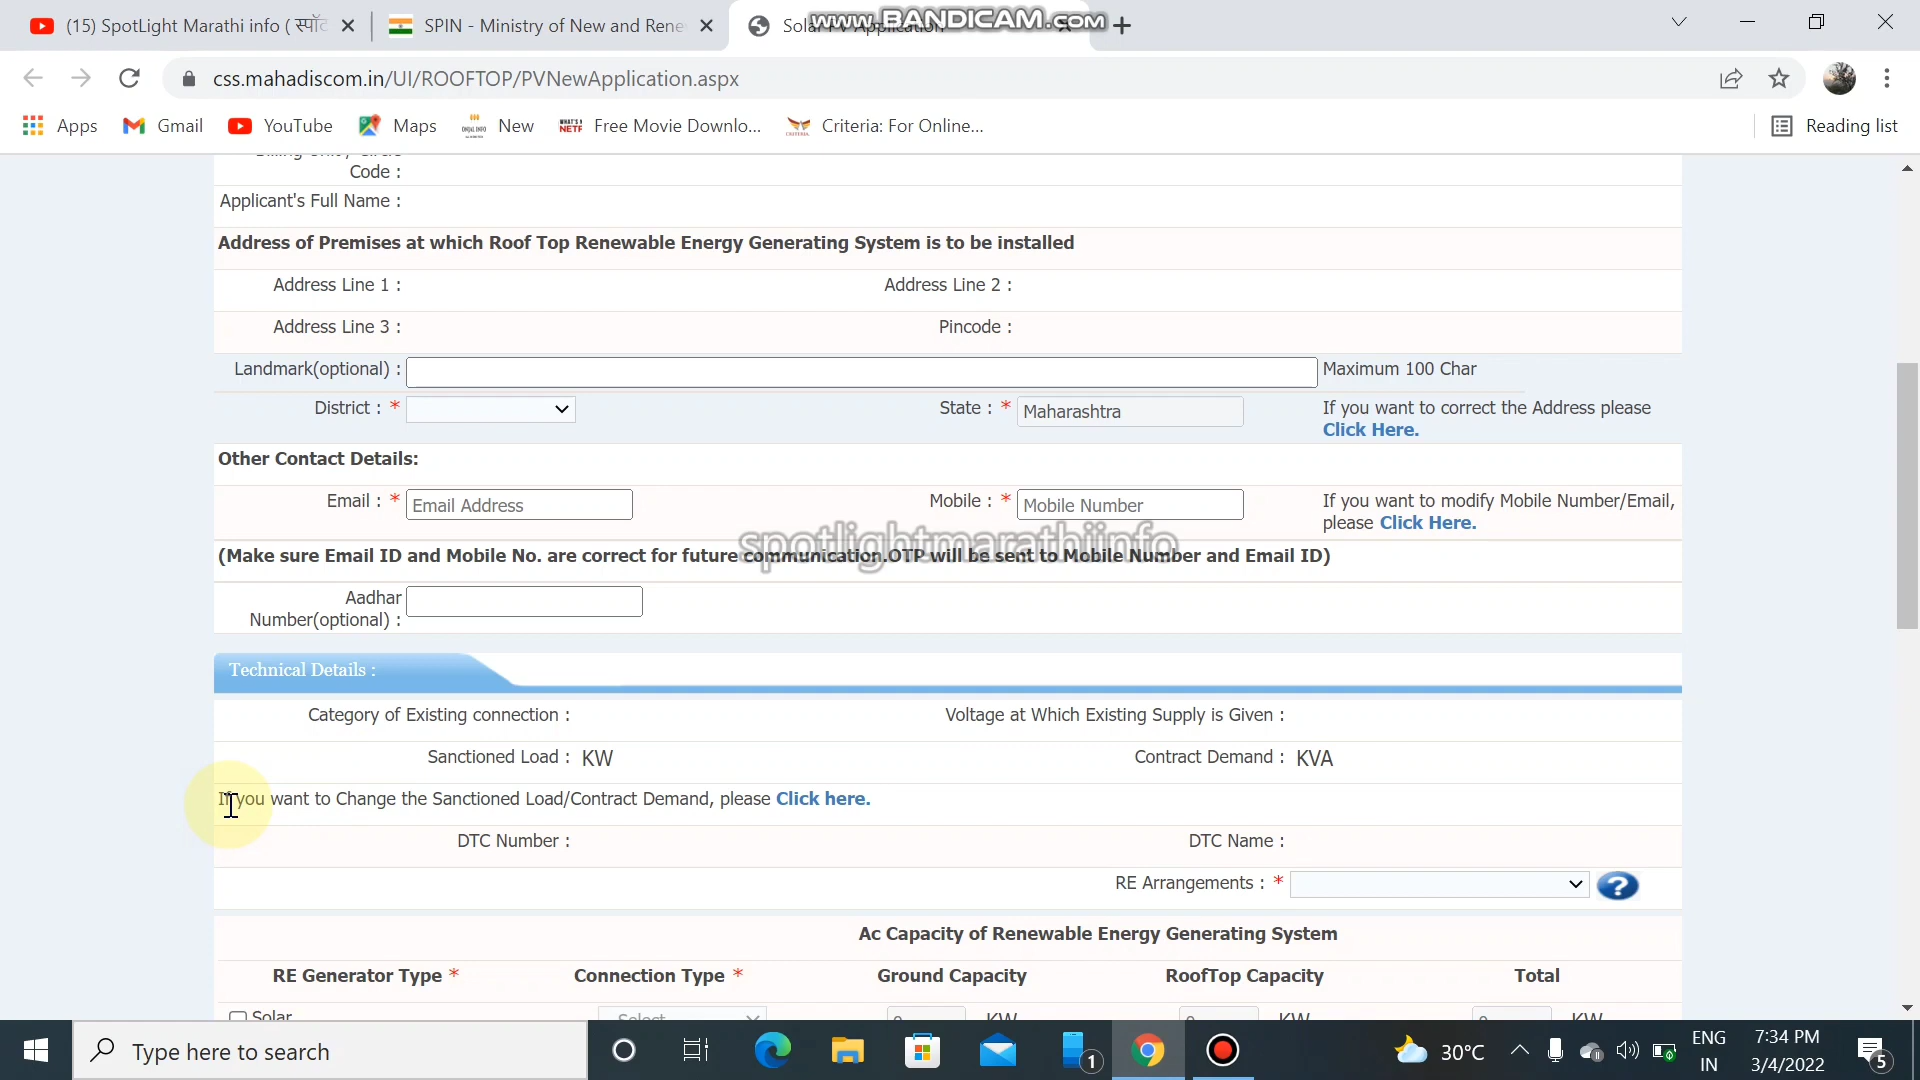 (15) SpotLight Marathi info ( स्पॉट
SPIN - Ministry of New and Rene
Solar PV Application
www.BANDICAM.com
css.mahadiscom.in/UI/ROOFTOP/PVNewApplication.aspx
Apps
Gmail
YouTube
Maps
New
Free Movie Downlo...
Criteria: For Online...
Reading list
Code :
Applicant's Full Name :
Address of Premises at which Roof Top Renewable Energy Generating System is to be installed
Address Line 1 :
Address Line 2 :
Address Line 3 :
Pincode :
Landmark(optional) :
Maximum 100 Char
District : *
State : * Maharashtra
If you want to correct the Address please
Click Here.
Other Contact Details:
Email : * Email Address
Mobile : * Mobile Number
If you want to modify Mobile Number/Email,
please Click Here.
spotlightmarathiinfo
(Make sure Email ID and Mobile No. are correct for future communication.OTP will be sent to Mobile Number and Email ID)
Aadhar
Number(optional) :
Technical Details :
Category of Existing connection :
Voltage at Which Existing Supply is Given :
Sanctioned Load : KW
Contract Demand : KVA
If you want to Change the Sanctioned Load/Contract Demand, please Click here.
DTC Number :
DTC Name :
RE Arrangements : *
?
Ac Capacity of Renewable Energy Generating System
RE Generator Type *
Connection Type *
Ground Capacity
RoofTop Capacity
Total
Solar
Select
KW
KW
KW
Type here to search
1
30°C
ENG
IN
7:34 PM
3/4/2022
5